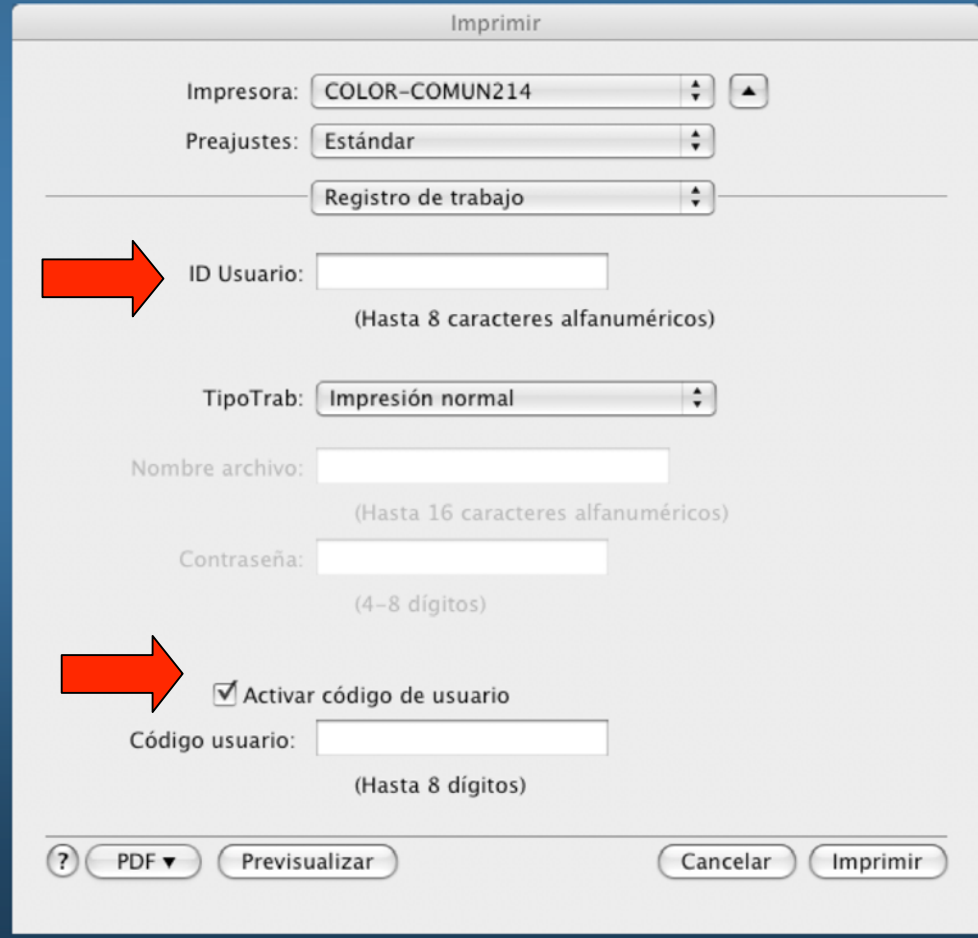 Imprimir
Impresora: COLOR-COMUN214
Preajustes: Estándar
Registro de trabajo
ID Usuario:
(Hasta 8 caracteres alfanuméricos)
TipoTrab: Impresión normal
Nombre archivo:
(Hasta 16 caracteres alfanuméricos)
Contraseña:
(4-8 dígitos)
Activar código de usuario
Código usuario:
(Hasta 8 dígitos)
? PDF Previsualizar Cancelar Imprimir